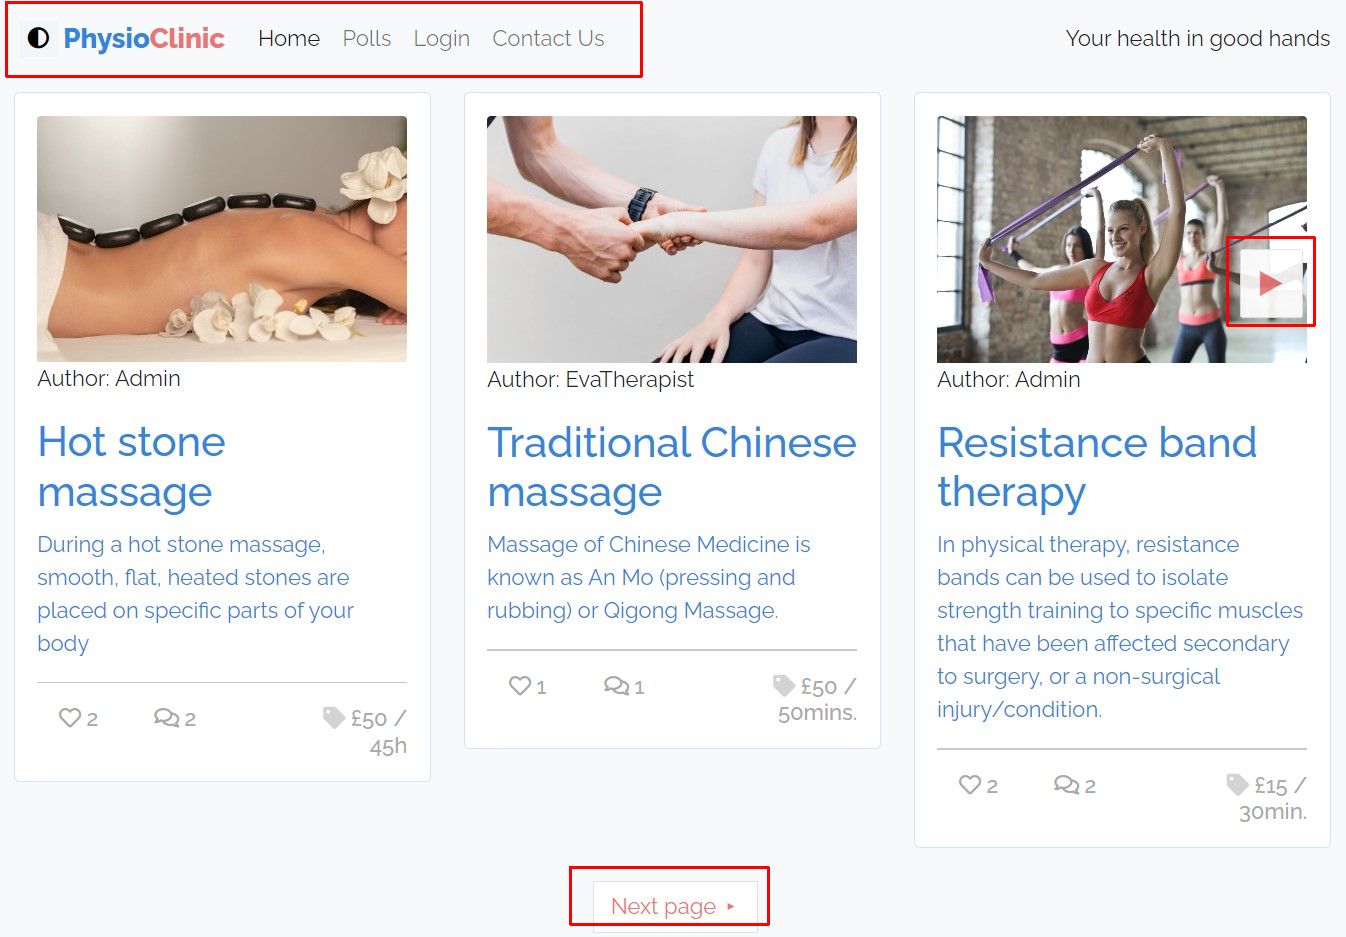 PhysioClinic Home Polls Login Contact Us Your health in good hands
Author: Admin
Hot stone
massage
During a hot stone massage,
smooth, flat, heated stones are
placed on specific parts of your
body
2 2 £50 /
45h
Author: EvaTherapist
Traditional Chinese
massage
Massage of Chinese Medicine is
known as An Mo (pressing and
rubbing) or Qigong Massage.
1 1 £50 /
50mins.
Author: Admin
Resistance band
therapy
In physical therapy, resistance
bands can be used to isolate
strength training to specific muscles
that have been affected secondary
to surgery, or a non-surgical
injury/condition.
2 2 £15 /
30min.
Next page ▸